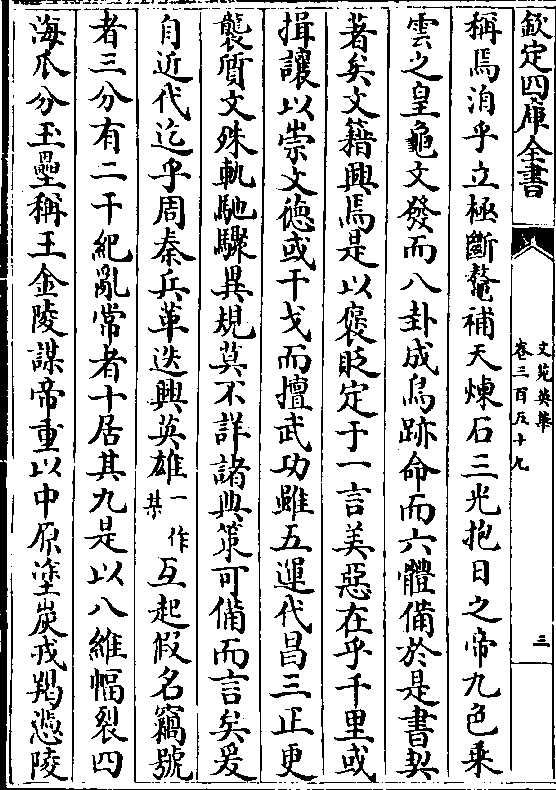 欽定四庫全書
文苑英華
卷三百五十九
三
稱焉洎乎立極斷鼇補天煉石三光抱日之帝九色乗
雲之皇龜文發而八卦成鳥跡命而六體備於是書契
著矣文籍興焉是以褒貶定于一言美惡在乎千里或
揖讓以崇文德或干戈而擅武功雖五運代昌三正更
襲質文殊軌馳驟異規莫不詳諸典策可備而言矣爰
自近代迄乎周秦兵革迭興英雄一作某互起假名竊號
者三分有二干紀亂常者十居其九是以八維幅裂四
海瓜分玉壘稱王金陵謀帝重以中原塗炭戎羯憑陵